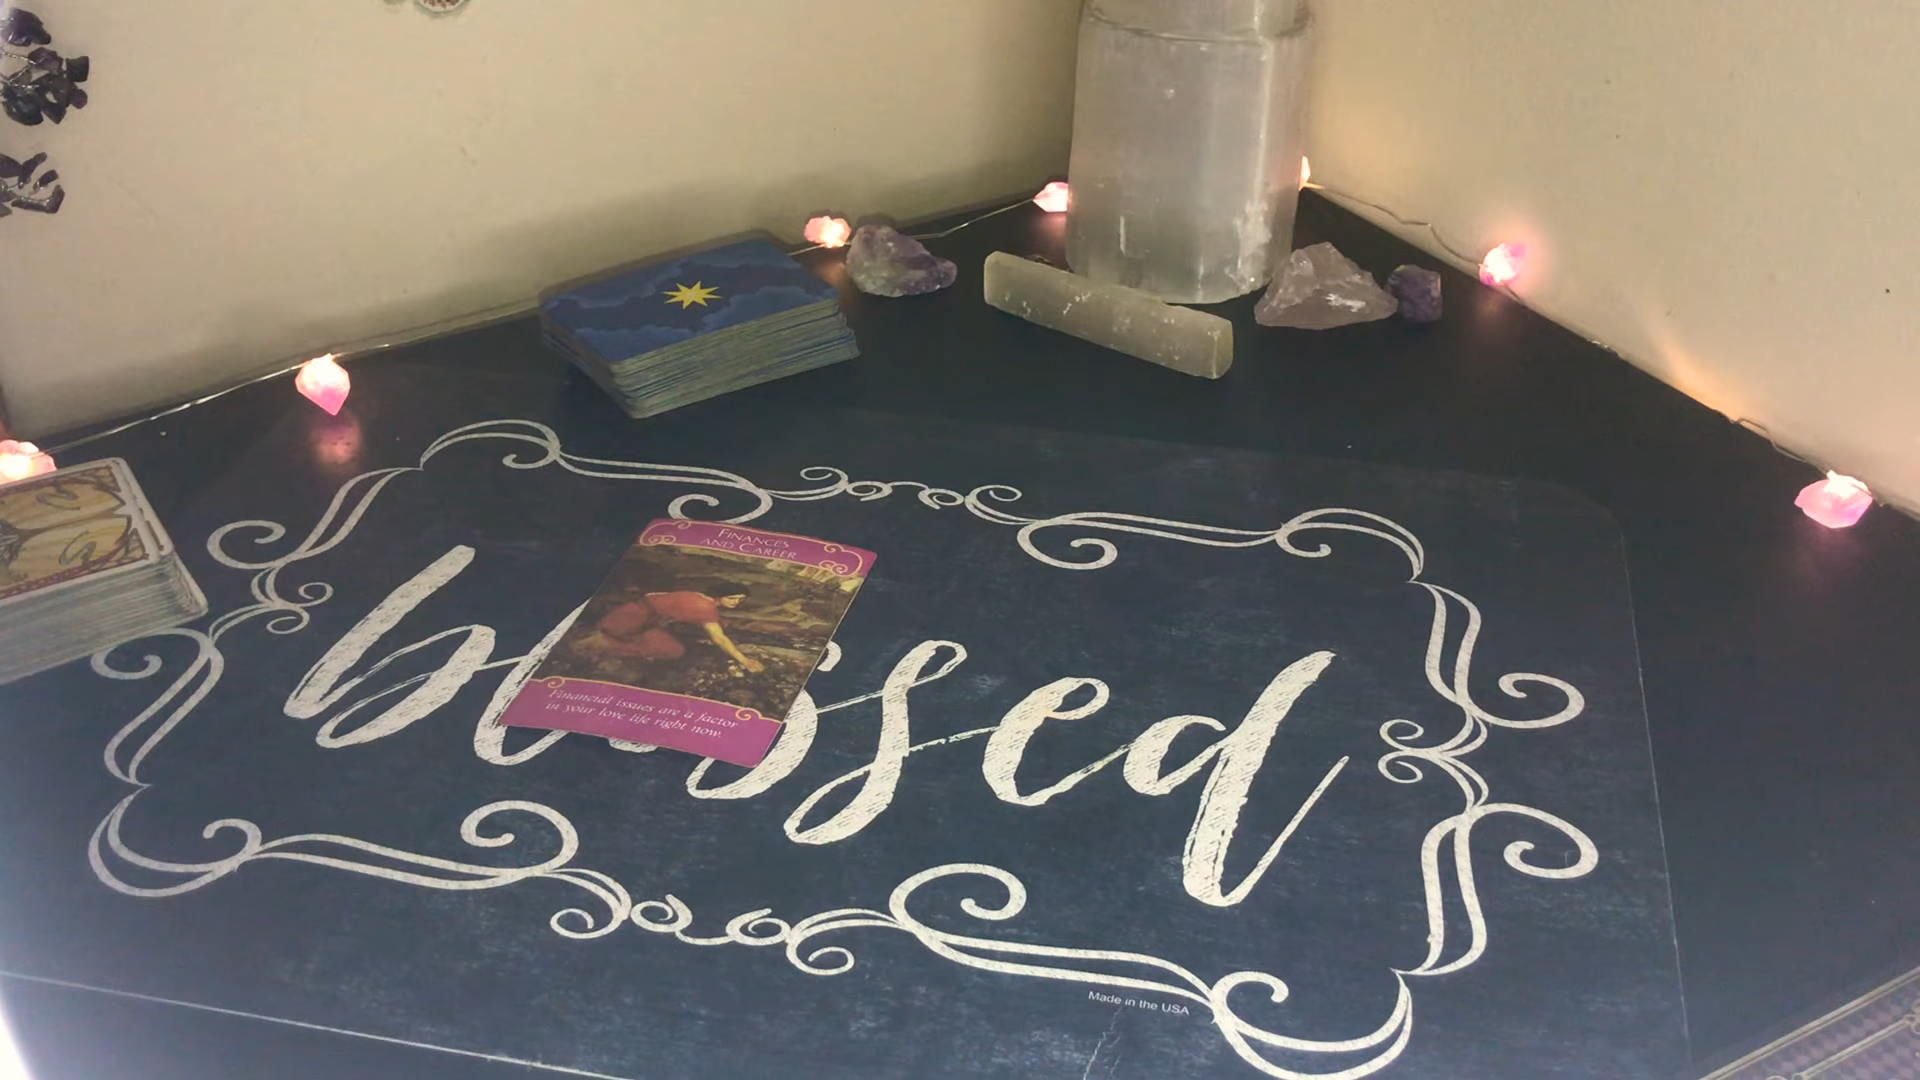 FINANCES
AND CAREER
Financial issues are a factor
in your love life right now.
blessed
Made in the USA